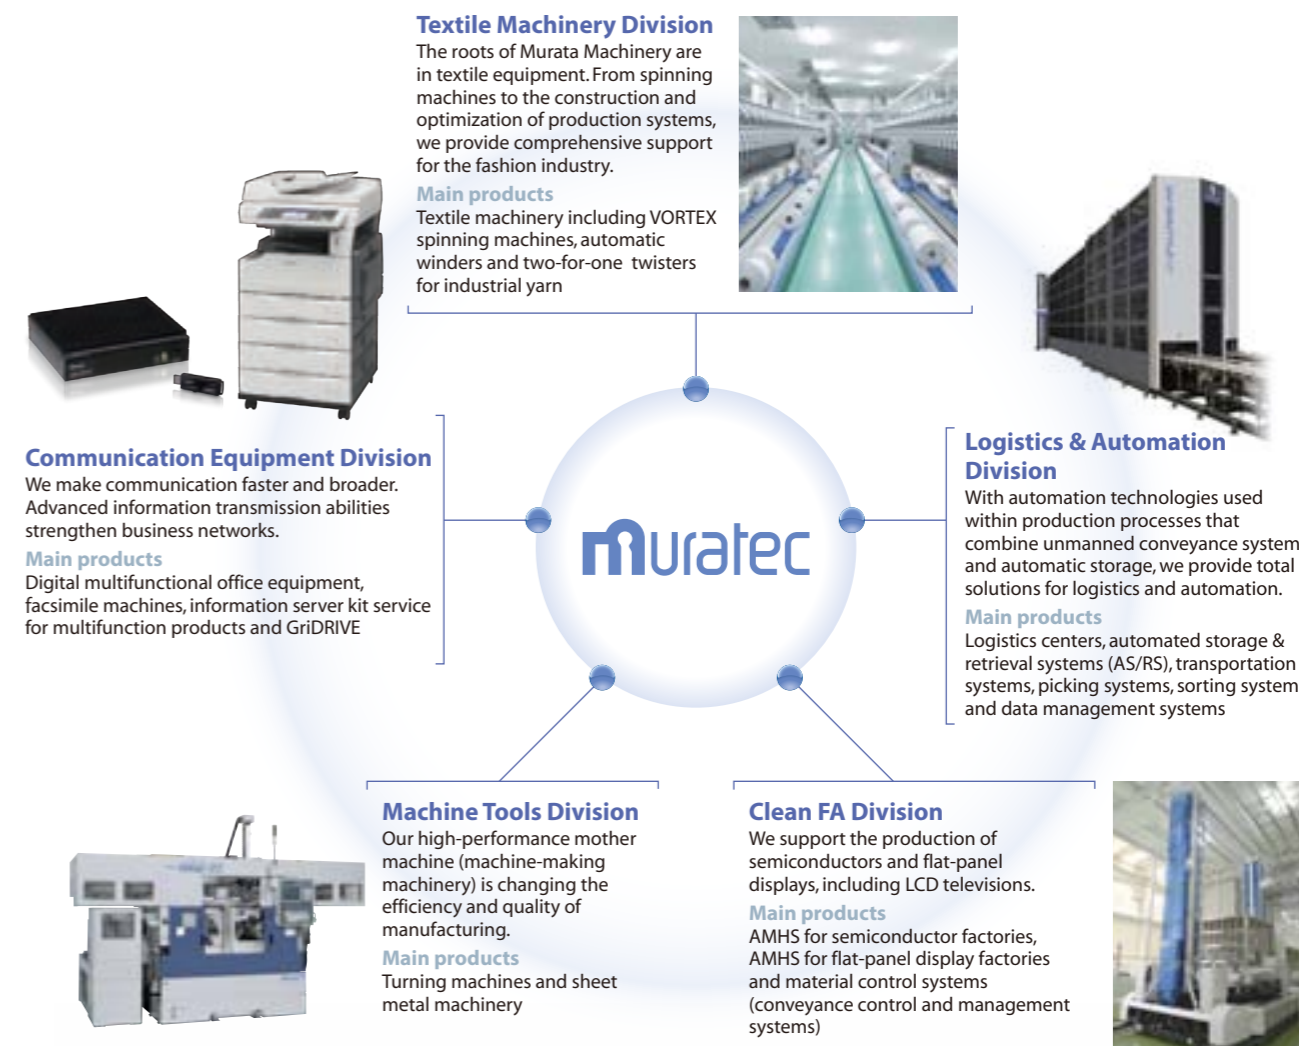 Textile Machinery Division
The roots of Murata Machinery are
in textile equipment. From spinning
machines to the construction and
optimization of production systems,
we provide comprehensive support
for the fashion industry.
Main products
Textile machinery including VORTEX
spinning machines, automatic
winders and two-for-one twisters
for industrial yarn
Communication Equipment Division
We make communication faster and broader.
Advanced information transmission abilities
strengthen business networks.
Main products
Digital multifunctional office equipment,
facsimile machines, information server kit service
for multifunction products and GriDRIVE
muratec
Logistics & Automation
Division
With automation technologies used
within production processes that
combine unmanned conveyance system
and automatic storage, we provide total
solutions for logistics and automation.
Main products
Logistics centers, automated storage &
retrieval systems (AS/RS), transportation
systems, picking systems, sorting system
and data management systems
Machine Tools Division
Our high-performance mother
machine (machine-making
machinery) is changing the
efficiency and quality of
manufacturing.
Main products
Turning machines and sheet
metal machinery
Clean FA Division
We support the production of
semiconductors and flat-panel
displays, including LCD televisions.
Main products
AMHS for semiconductor factories,
AMHS for flat-panel display factories
and material control systems
(conveyance control and management
systems)